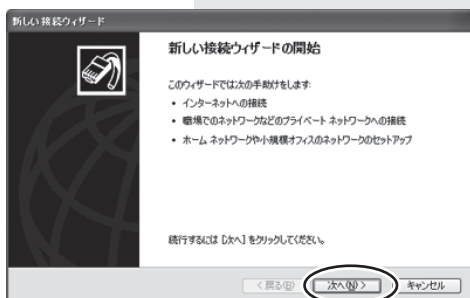 新しい接続ウィザード
新しい接続ウィザードの開始
このウィザードでは次の手助けをします:
• インターネットへの接続
• 職場でのネットワークなどのプライベート ネットワークへの接続
• ホーム ネットワークや小規模オフィスのネットワークのセットアップ
続行するには [次へ] をクリックしてください。
< 戻る(B) 次へ(N) > キャンセル